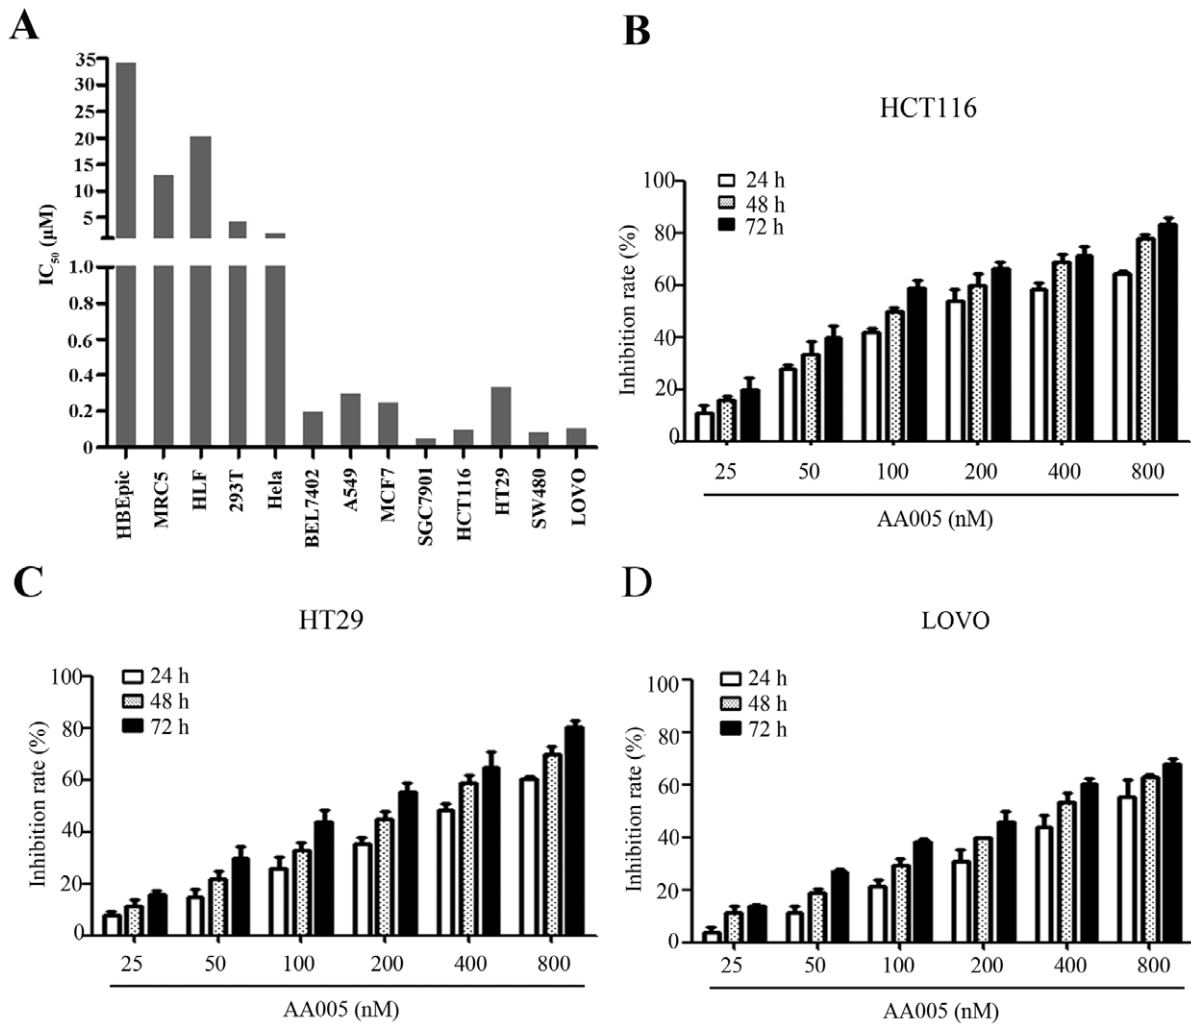 A
35
30
25
20
15
10
5
1.0
0.8
0.6
0.4
0.2
0
IC50 (μM)
HBEpic
MRC5
HLF
293T
Hela
BEL7402
A549
MCF7
SGC7901
HCT116
HT29
SW480
LOVO
B
HCT116
100
80
60
40
20
0
Inhibition rate (%)
24 h
48 h
72 h
25 50 100 200 400 800
AA005 (nM)
C
HT29
100
80
60
40
20
0
Inhibition rate (%)
24 h
48 h
72 h
25 50 100 200 400 800
AA005 (nM)
D
LOVO
100
80
60
40
20
0
Inhibition rate (%)
24 h
48 h
72 h
25 50 100 200 400 800
AA005 (nM)